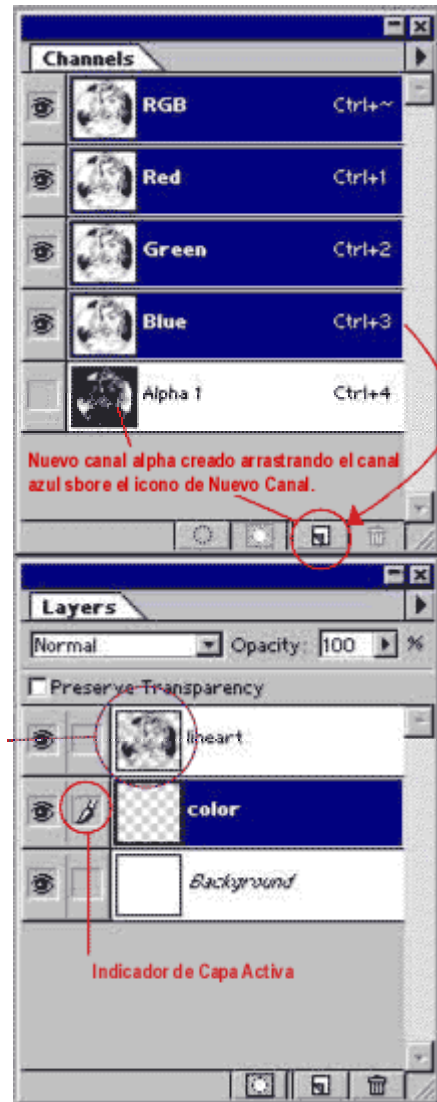 Channels
RGB Ctrl+~
Red Ctrl+1
Green Ctrl+2
Blue Ctrl+3
Alpha 1 Ctrl+4
Nuevo canal alpha creado arrastrando el canal
azul sbore el icono de Nuevo Canal.
Layers
Normal Opacity: 100 %
Preserve Transparency
lineart
color
Background
Indicador de Capa Activa